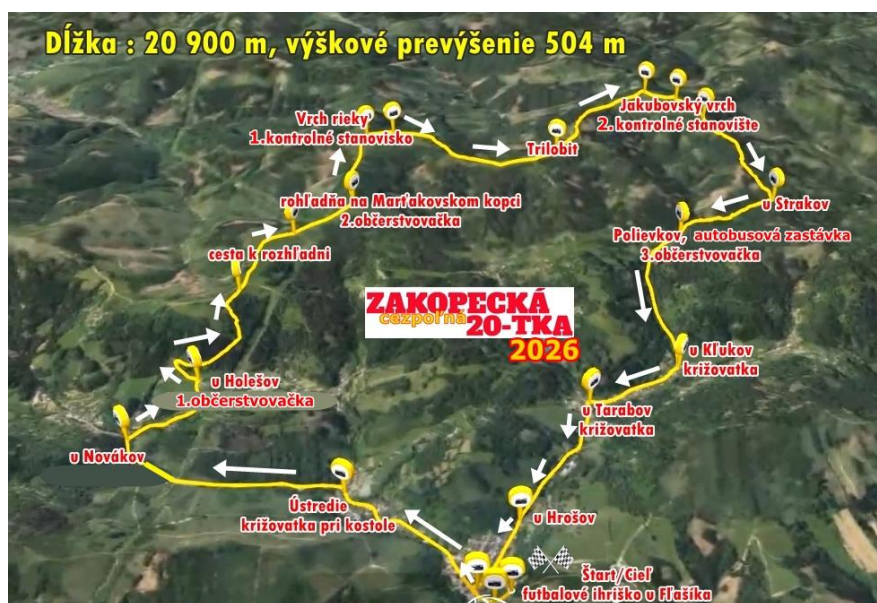 Dĺžka : 20 900 m, výškové prevýšenie 504 m
Jakubovský vrch
2. kontrolné stanovište
Vrch rieky
1.kontrolné stanovisko
Trilobit
rohľadňa na Marťakovskom kopci
2.občerstvovačka
u Strakov
Polievkov, autobusová zastávka
3.občerstvovačka
cesta k rozhľadni
ZAKOPECKÁ
cezpoľná
20-TKA
2026
u Kľukov
križovatka
u Holešov
1.občerstvovačka
u Tarabov
križovatka
u Novákov
Ústredie
križovatka pri kostole
u Hrošov
Štart/Cieľ
futbalové ihriško u Fľašíka